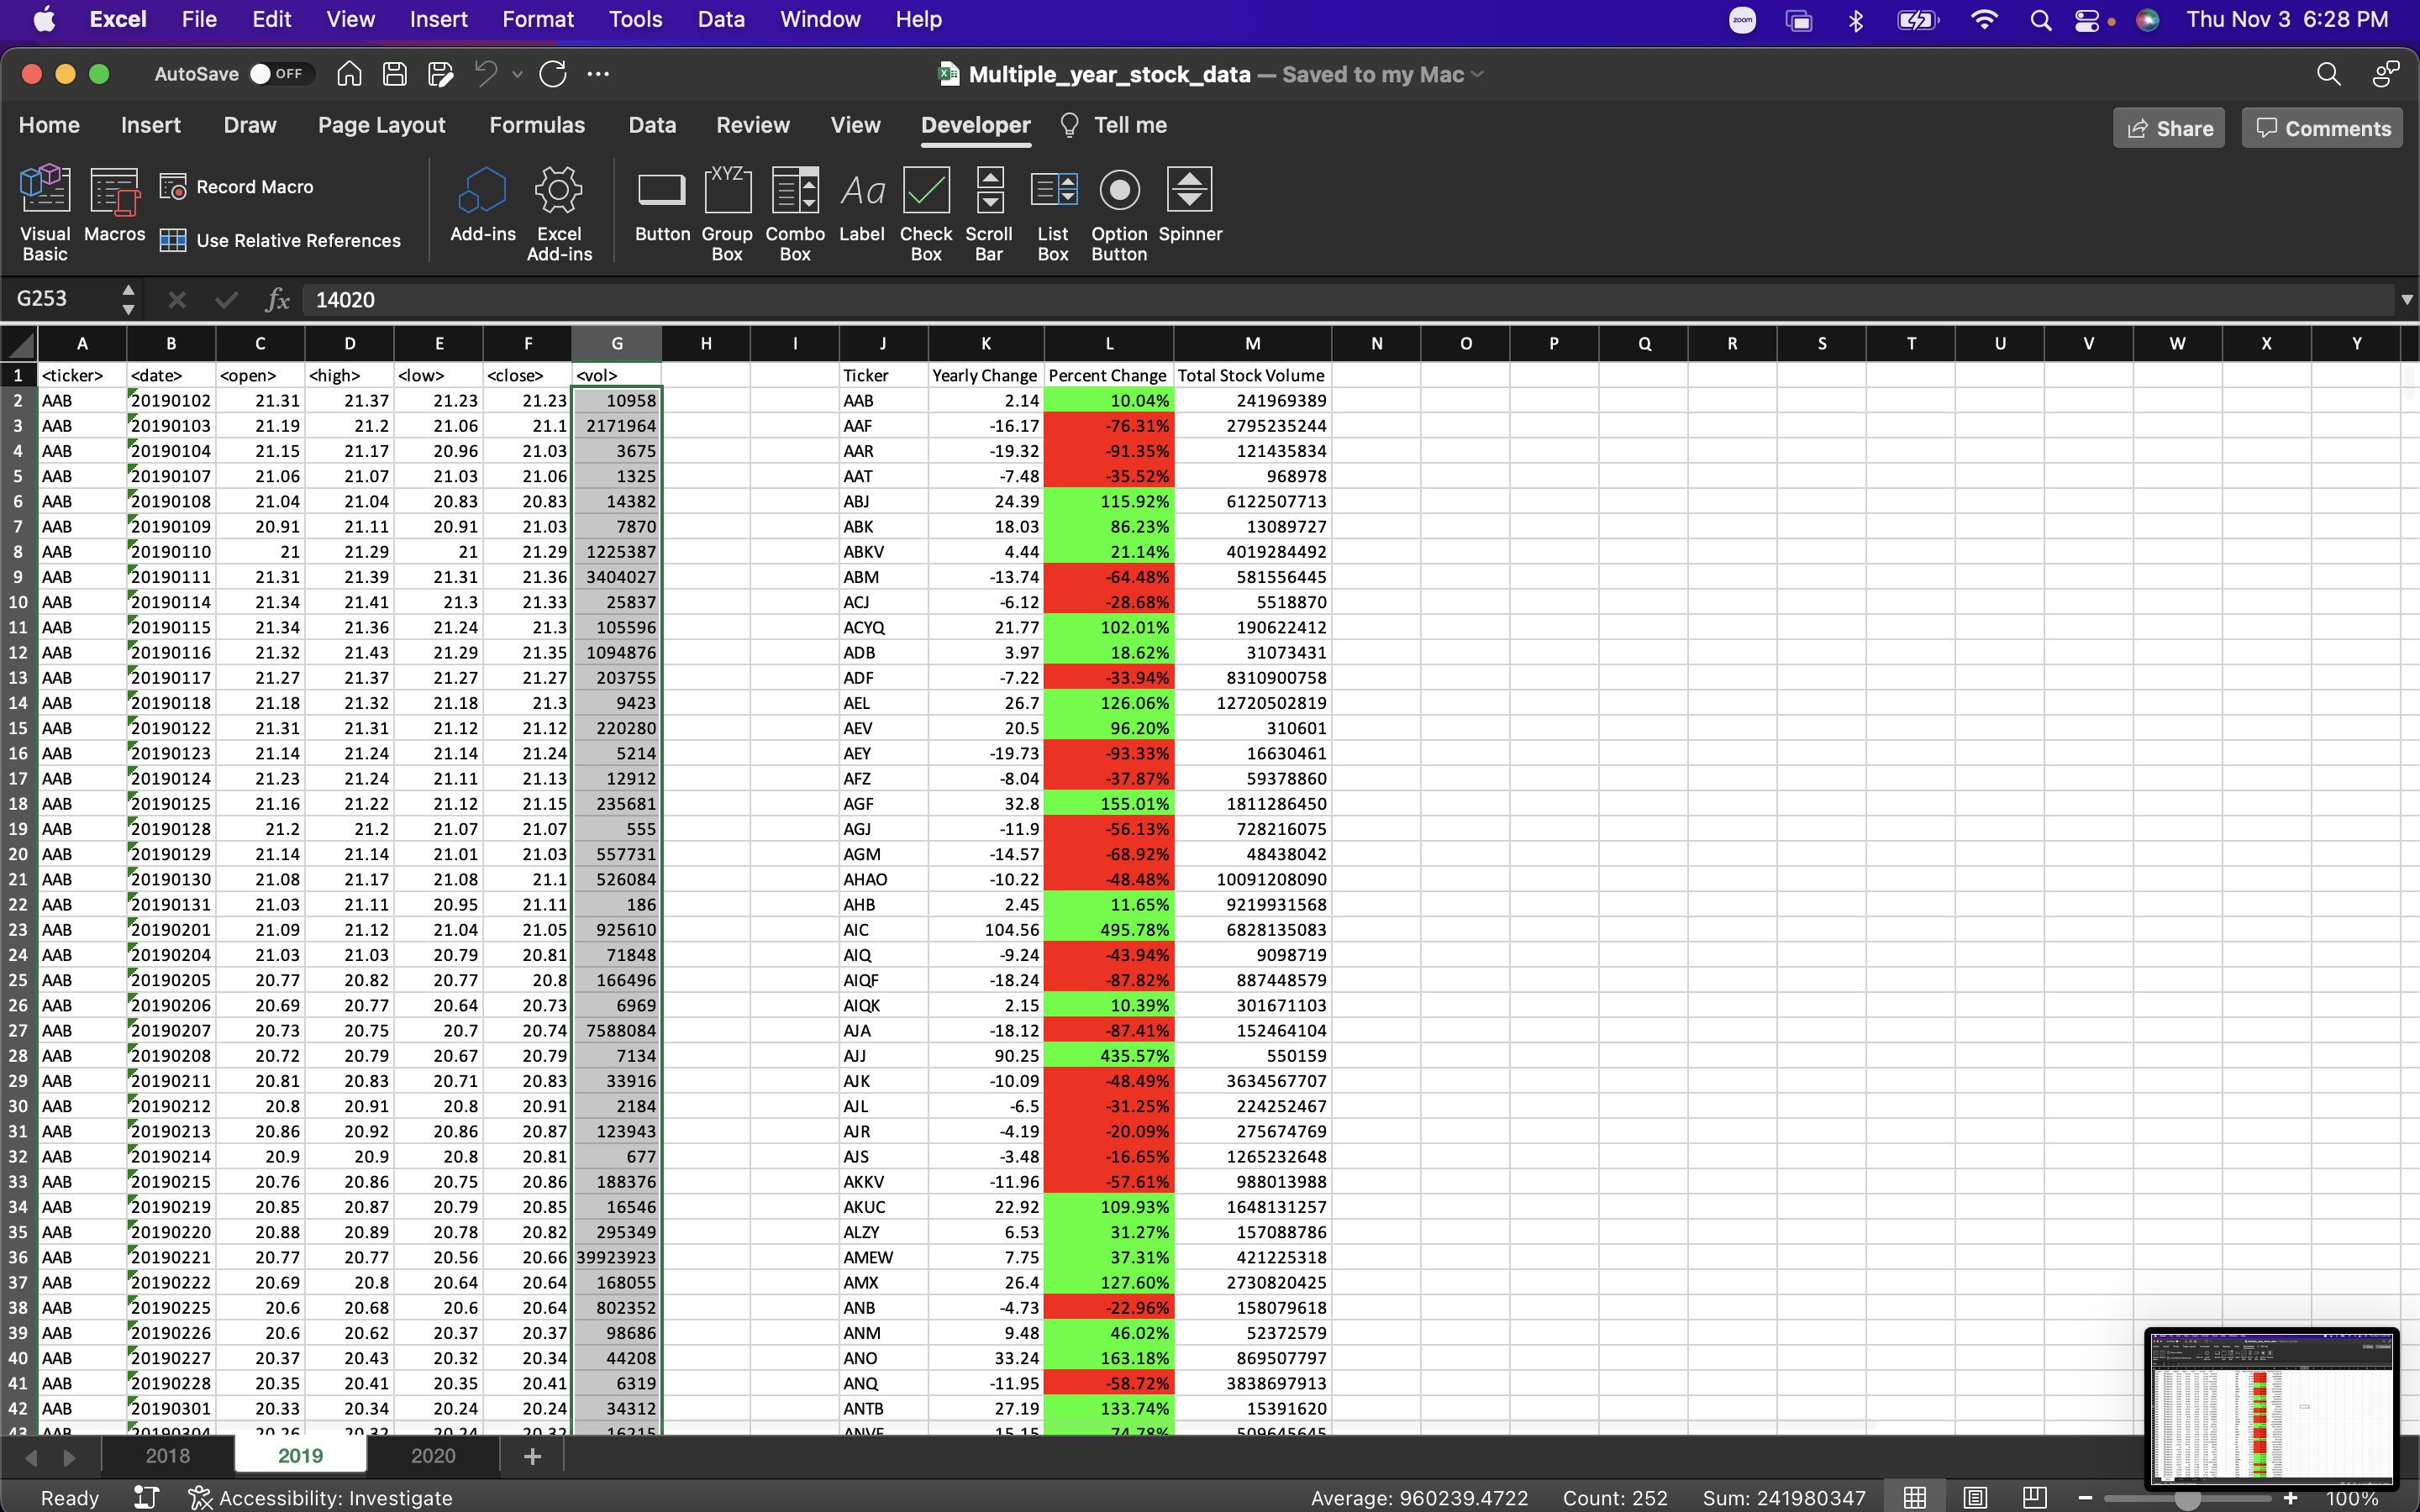 Excel File Edit View Insert Format Tools Data Window Help zoom Thu Nov 3 6:28 PM
AutoSave OFF Multiple_year_stock_data — Saved to my Mac
Home Insert Draw Page Layout Formulas Data Review View Developer Tell me Share Comments
Visual Basic Macros Record Macro Use Relative References Add-ins Excel Add-ins Button XYZ Group Box Combo Box Aa Label Check Box Scroll Bar List Box Option Button Spinner
G253 fx 14020
A B C D E F G H I J K L M N O P Q R S T U V W X Y
1 <ticker> <date> <open> <high> <low> <close> <vol> Ticker Yearly Change Percent Change Total Stock Volume
2 AAB 20190102 21.31 21.37 21.23 21.23 10958 AAB 2.14 10.04% 241969389
3 AAB 20190103 21.19 21.2 21.06 21.1 2171964 AAF -16.17 -76.31% 2795235244
4 AAB 20190104 21.15 21.17 20.96 21.03 3675 AAR -19.32 -91.35% 121435834
5 AAB 20190107 21.06 21.07 21.03 21.06 1325 AAT -7.48 -35.52% 968978
6 AAB 20190108 21.04 21.04 20.83 20.83 14382 ABJ 24.39 115.92% 6122507713
7 AAB 20190109 20.91 21.11 20.91 21.03 7870 ABK 18.03 86.23% 13089727
8 AAB 20190110 21 21.29 21 21.29 1225387 ABKV 4.44 21.14% 4019284492
9 AAB 20190111 21.31 21.39 21.31 21.36 3404027 ABM -13.74 -64.48% 581556445
10 AAB 20190114 21.34 21.41 21.3 21.33 25837 ACJ -6.12 -28.68% 5518870
11 AAB 20190115 21.34 21.36 21.24 21.3 105596 ACYQ 21.77 102.01% 190622412
12 AAB 20190116 21.32 21.43 21.29 21.35 1094876 ADB 3.97 18.62% 31073431
13 AAB 20190117 21.27 21.37 21.27 21.27 203755 ADF -7.22 -33.94% 8310900758
14 AAB 20190118 21.18 21.32 21.18 21.3 9423 AEL 26.7 126.06% 12720502819
15 AAB 20190122 21.31 21.31 21.12 21.12 220280 AEV 20.5 96.20% 310601
16 AAB 20190123 21.14 21.24 21.14 21.24 5214 AEY -19.73 -93.33% 16630461
17 AAB 20190124 21.23 21.24 21.11 21.13 12912 AFZ -8.04 -37.87% 59378860
18 AAB 20190125 21.16 21.22 21.12 21.15 235681 AGF 32.8 155.01% 1811286450
19 AAB 20190128 21.2 21.2 21.07 21.07 555 AGJ -11.9 -56.13% 728216075
20 AAB 20190129 21.14 21.14 21.01 21.03 557731 AGM -14.57 -68.92% 48438042
21 AAB 20190130 21.08 21.17 21.08 21.1 526084 AHAO -10.22 -48.48% 10091208090
22 AAB 20190131 21.03 21.11 20.95 21.11 186 AHB 2.45 11.65% 9219931568
23 AAB 20190201 21.09 21.12 21.04 21.05 925610 AIC 104.56 495.78% 6828135083
24 AAB 20190204 21.03 21.03 20.79 20.81 71848 AIQ -9.24 -43.94% 9098719
25 AAB 20190205 20.77 20.82 20.77 20.8 166496 AIQF -18.24 -87.82% 887448579
26 AAB 20190206 20.69 20.77 20.64 20.73 6969 AIQK 2.15 10.39% 301671103
27 AAB 20190207 20.73 20.75 20.7 20.74 7588084 AJA -18.12 -87.41% 152464104
28 AAB 20190208 20.72 20.79 20.67 20.79 7134 AJJ 90.25 435.57% 550159
29 AAB 20190211 20.81 20.83 20.71 20.83 33916 AJK -10.09 -48.49% 3634567707
30 AAB 20190212 20.8 20.91 20.8 20.91 2184 AJL -6.5 -31.25% 224252467
31 AAB 20190213 20.86 20.92 20.86 20.87 123943 AJR -4.19 -20.09% 275674769
32 AAB 20190214 20.9 20.9 20.8 20.81 677 AJS -3.48 -16.65% 1265232648
33 AAB 20190215 20.76 20.86 20.75 20.86 188376 AKKV -11.96 -57.61% 988013988
34 AAB 20190219 20.85 20.87 20.79 20.85 16546 AKUC 22.92 109.93% 1648131257
35 AAB 20190220 20.88 20.89 20.78 20.82 295349 ALZY 6.53 31.27% 157088786
36 AAB 20190221 20.77 20.77 20.56 20.66 39923923 AMEW 7.75 37.31% 421225318
37 AAB 20190222 20.69 20.8 20.64 20.64 168055 AMX 26.4 127.60% 2730820425
38 AAB 20190225 20.6 20.68 20.6 20.64 802352 ANB -4.73 -22.96% 158079618
39 AAB 20190226 20.6 20.62 20.37 20.37 98686 ANM 9.48 46.02% 52372579
40 AAB 20190227 20.37 20.43 20.32 20.34 44208 ANO 33.24 163.18% 869507797
41 AAB 20190228 20.35 20.41 20.35 20.41 6319 ANQ -11.95 -58.72% 3838697913
42 AAB 20190301 20.33 20.34 20.24 20.24 34312 ANTB 27.19 133.74% 15391620
43 AAB 20190304 20.26 20.32 20.24 20.32 16215 ANVE 15.15 74.78% 509645645
2018 2019 2020 +
Ready Accessibility: Investigate Average: 960239.4722 Count: 252 Sum: 241980347 100%